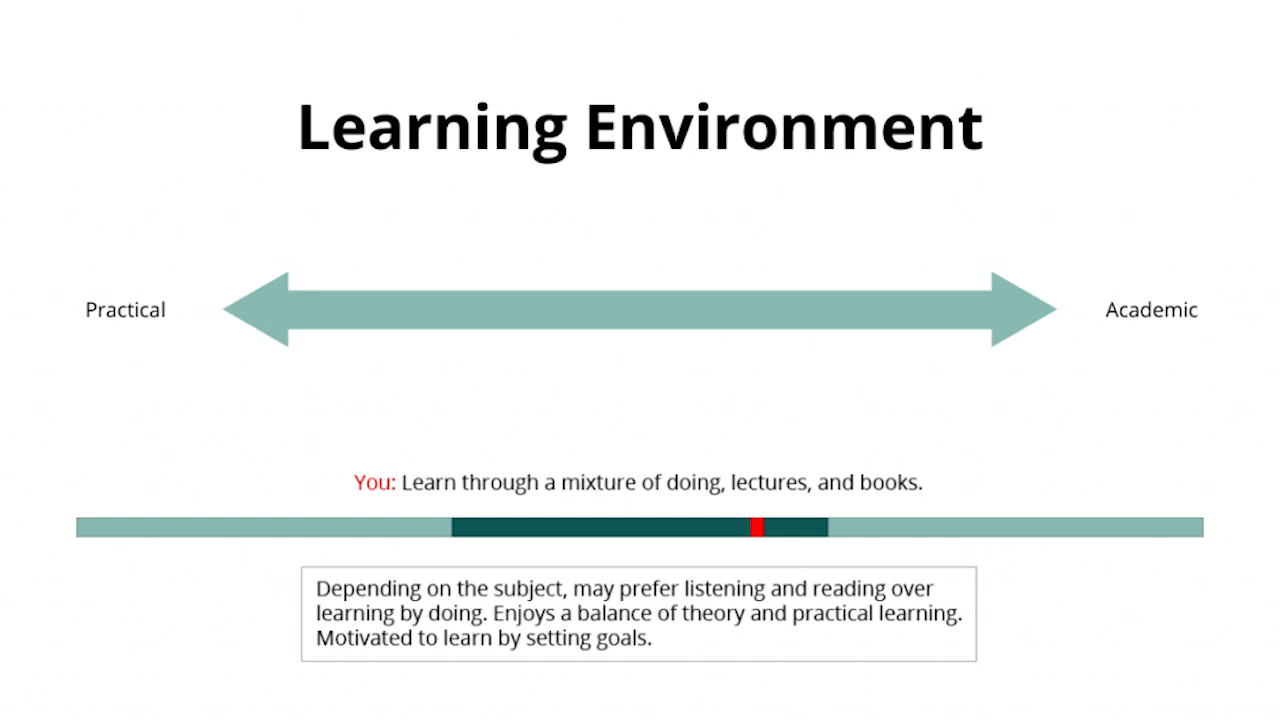 Learning Environment
Practical
Academic
You: Learn through a mixture of doing, lectures, and books.
Depending on the subject, may prefer listening and reading over
learning by doing. Enjoys a balance of theory and practical learning.
Motivated to learn by setting goals.